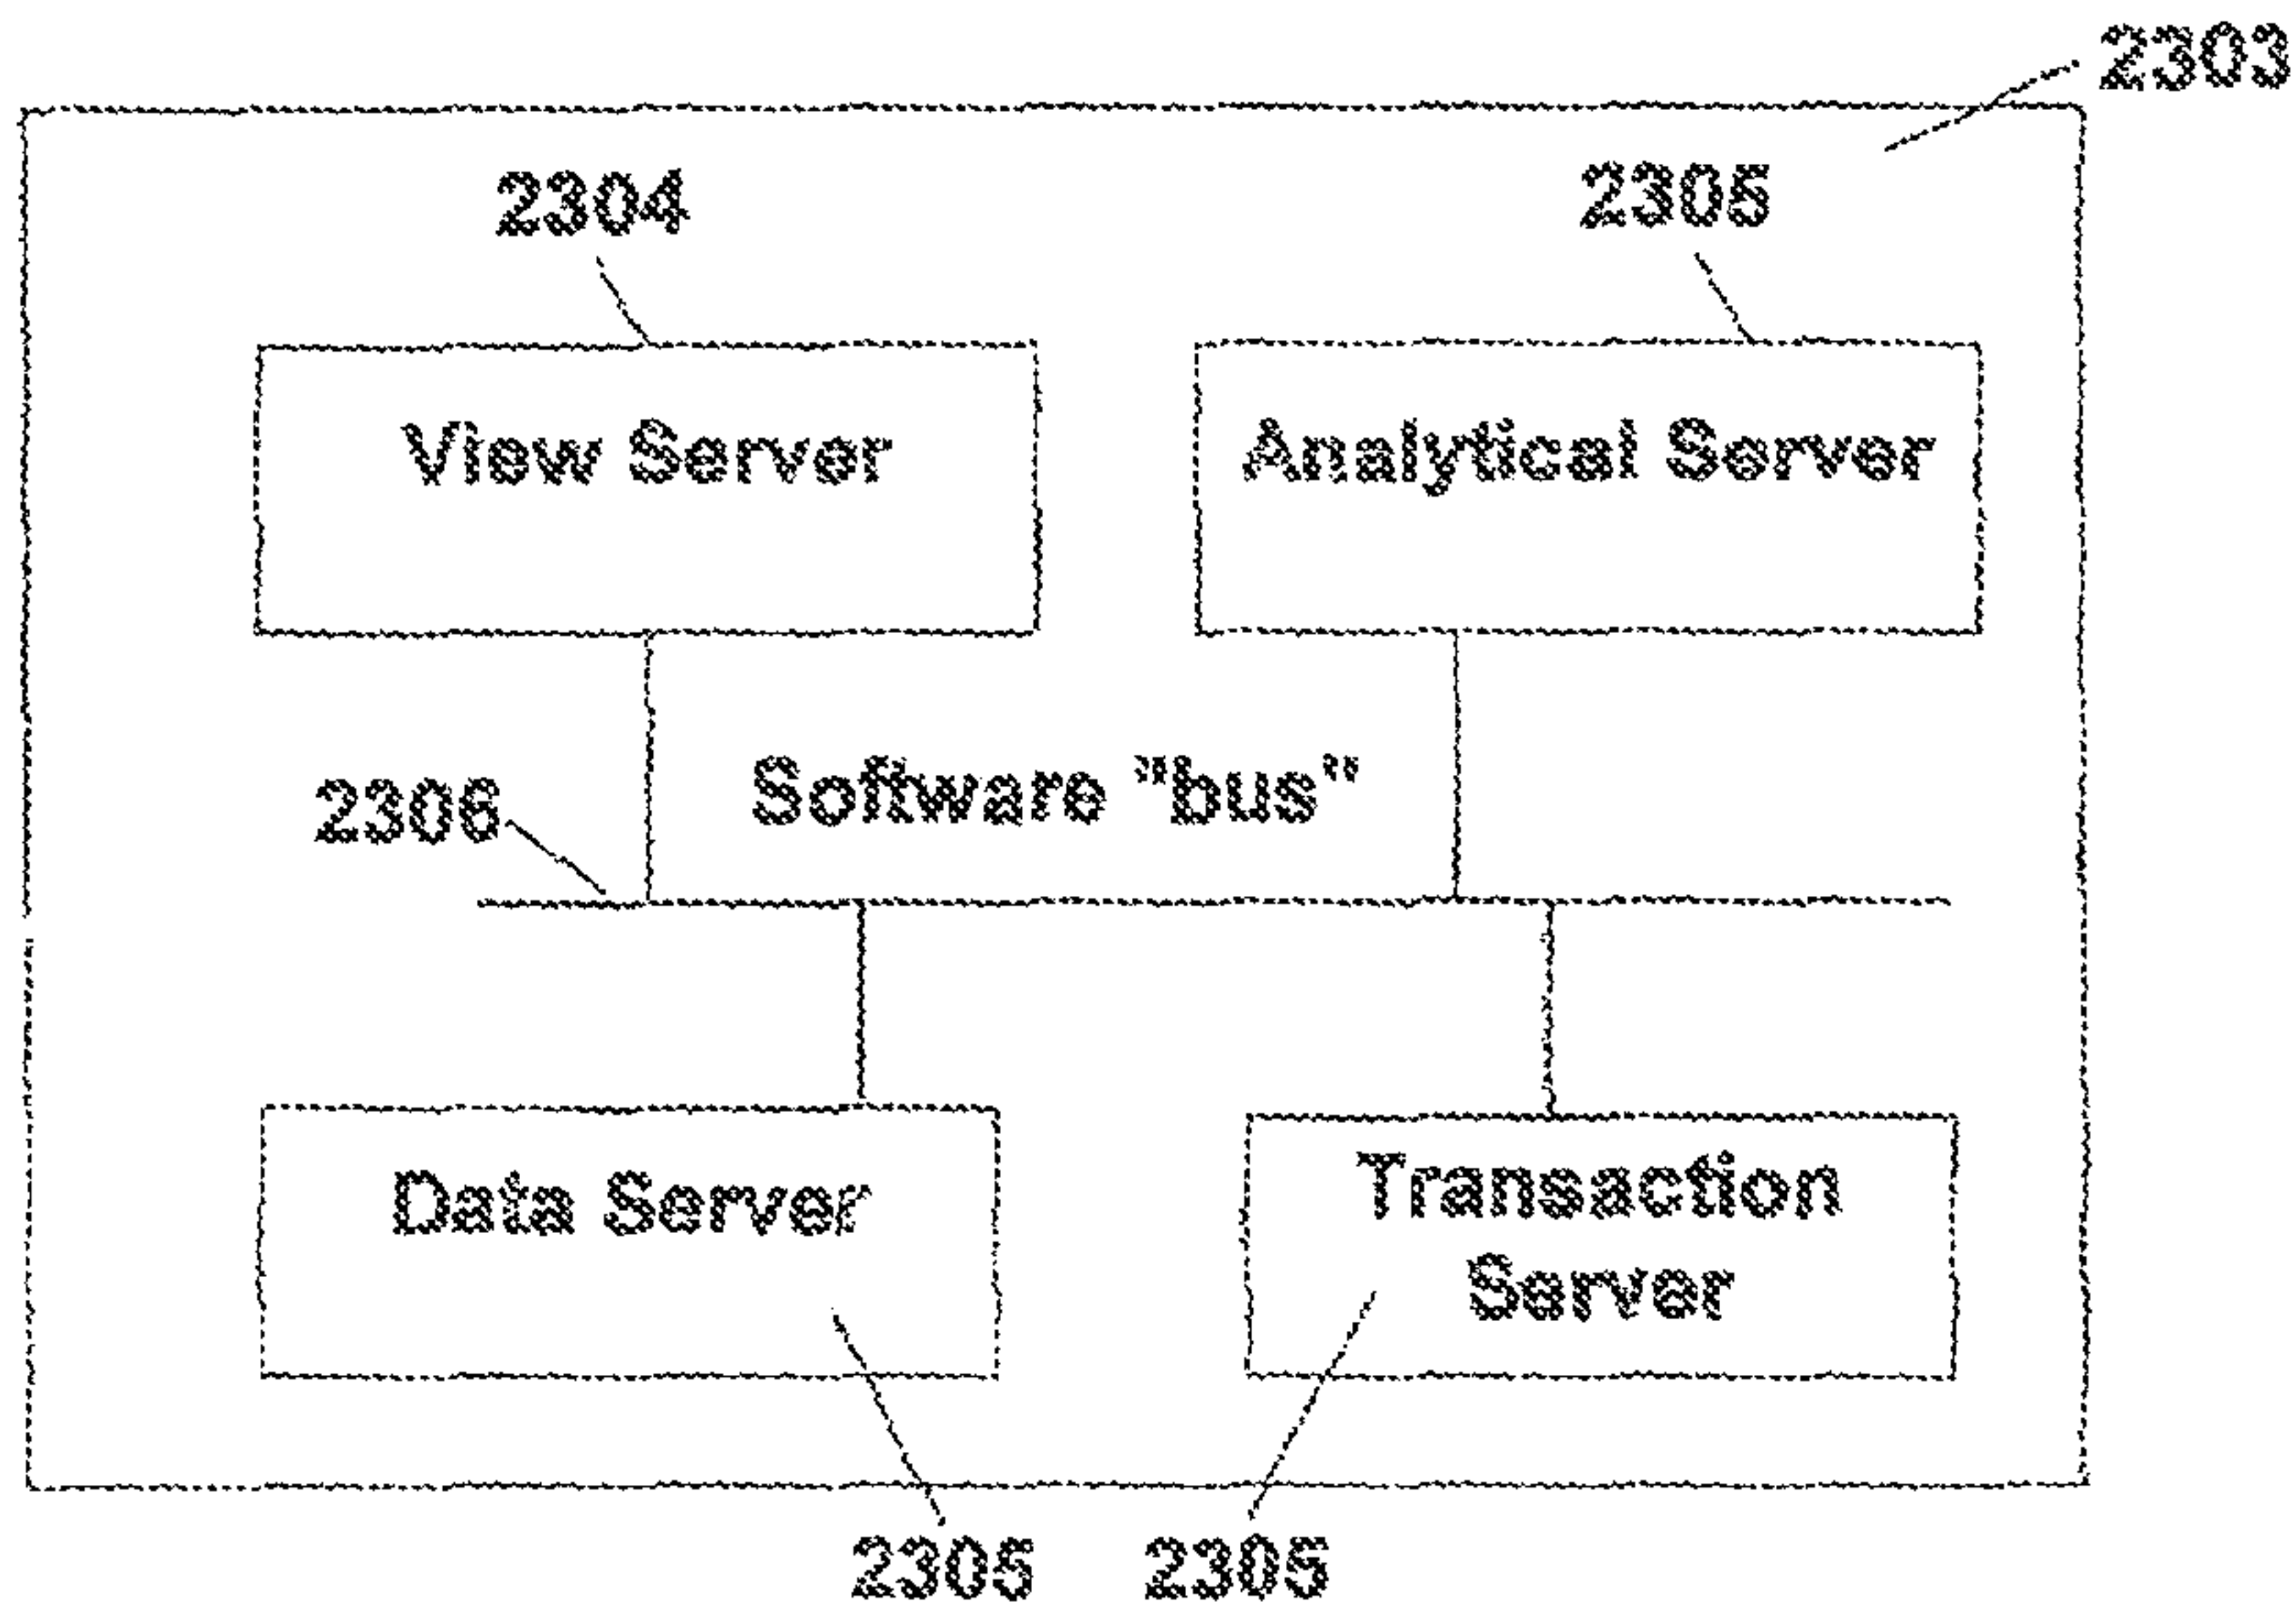 2303
2304
2305
View Server
Analytical Server
2306
Software "bus"
Data Server
Transaction
Server
2305
2305